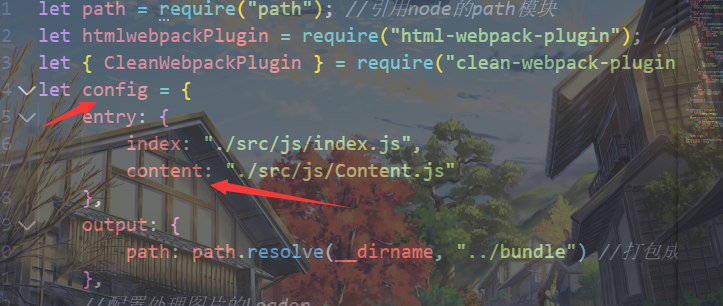 1 let path = require("path"); //引用node的path模块
2 let htmlwebpackPlugin = require("html-webpack-plugin"); //
3 let { CleanWebpackPlugin } = require("clean-webpack-plugin
4 let config = {
5 entry: {
6 index: "./src/js/index.js",
7 content: "./src/js/Content.js"
8 },
9 output: {
0 path: path.resolve(__dirname, "../bundle") //打包成
1 },
//配置处理图片的Loader